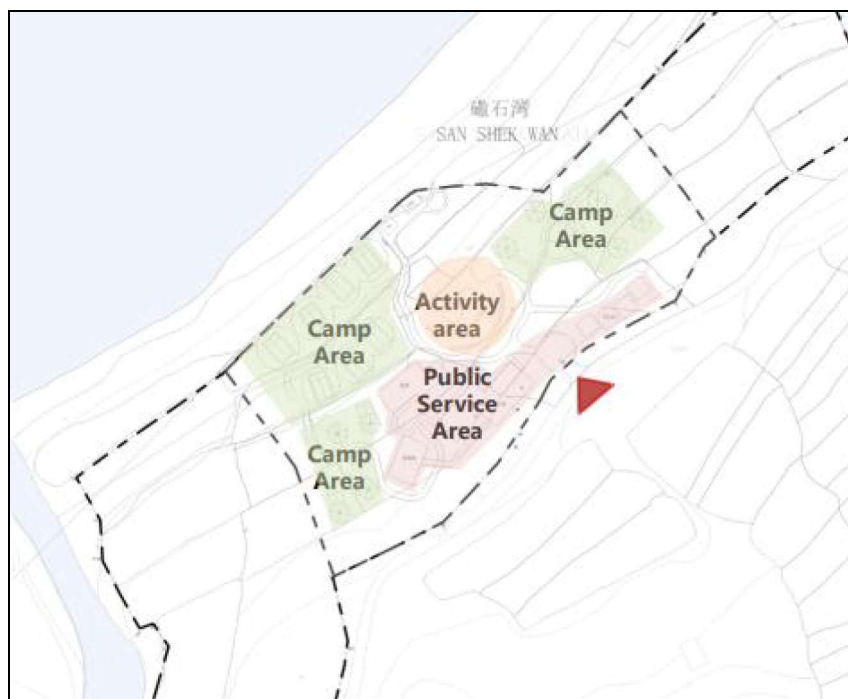 磡石灣
SAN SHEK WAN
Camp
Area
Activity
area
Camp
Area
Public
Service
Area
Camp
Area